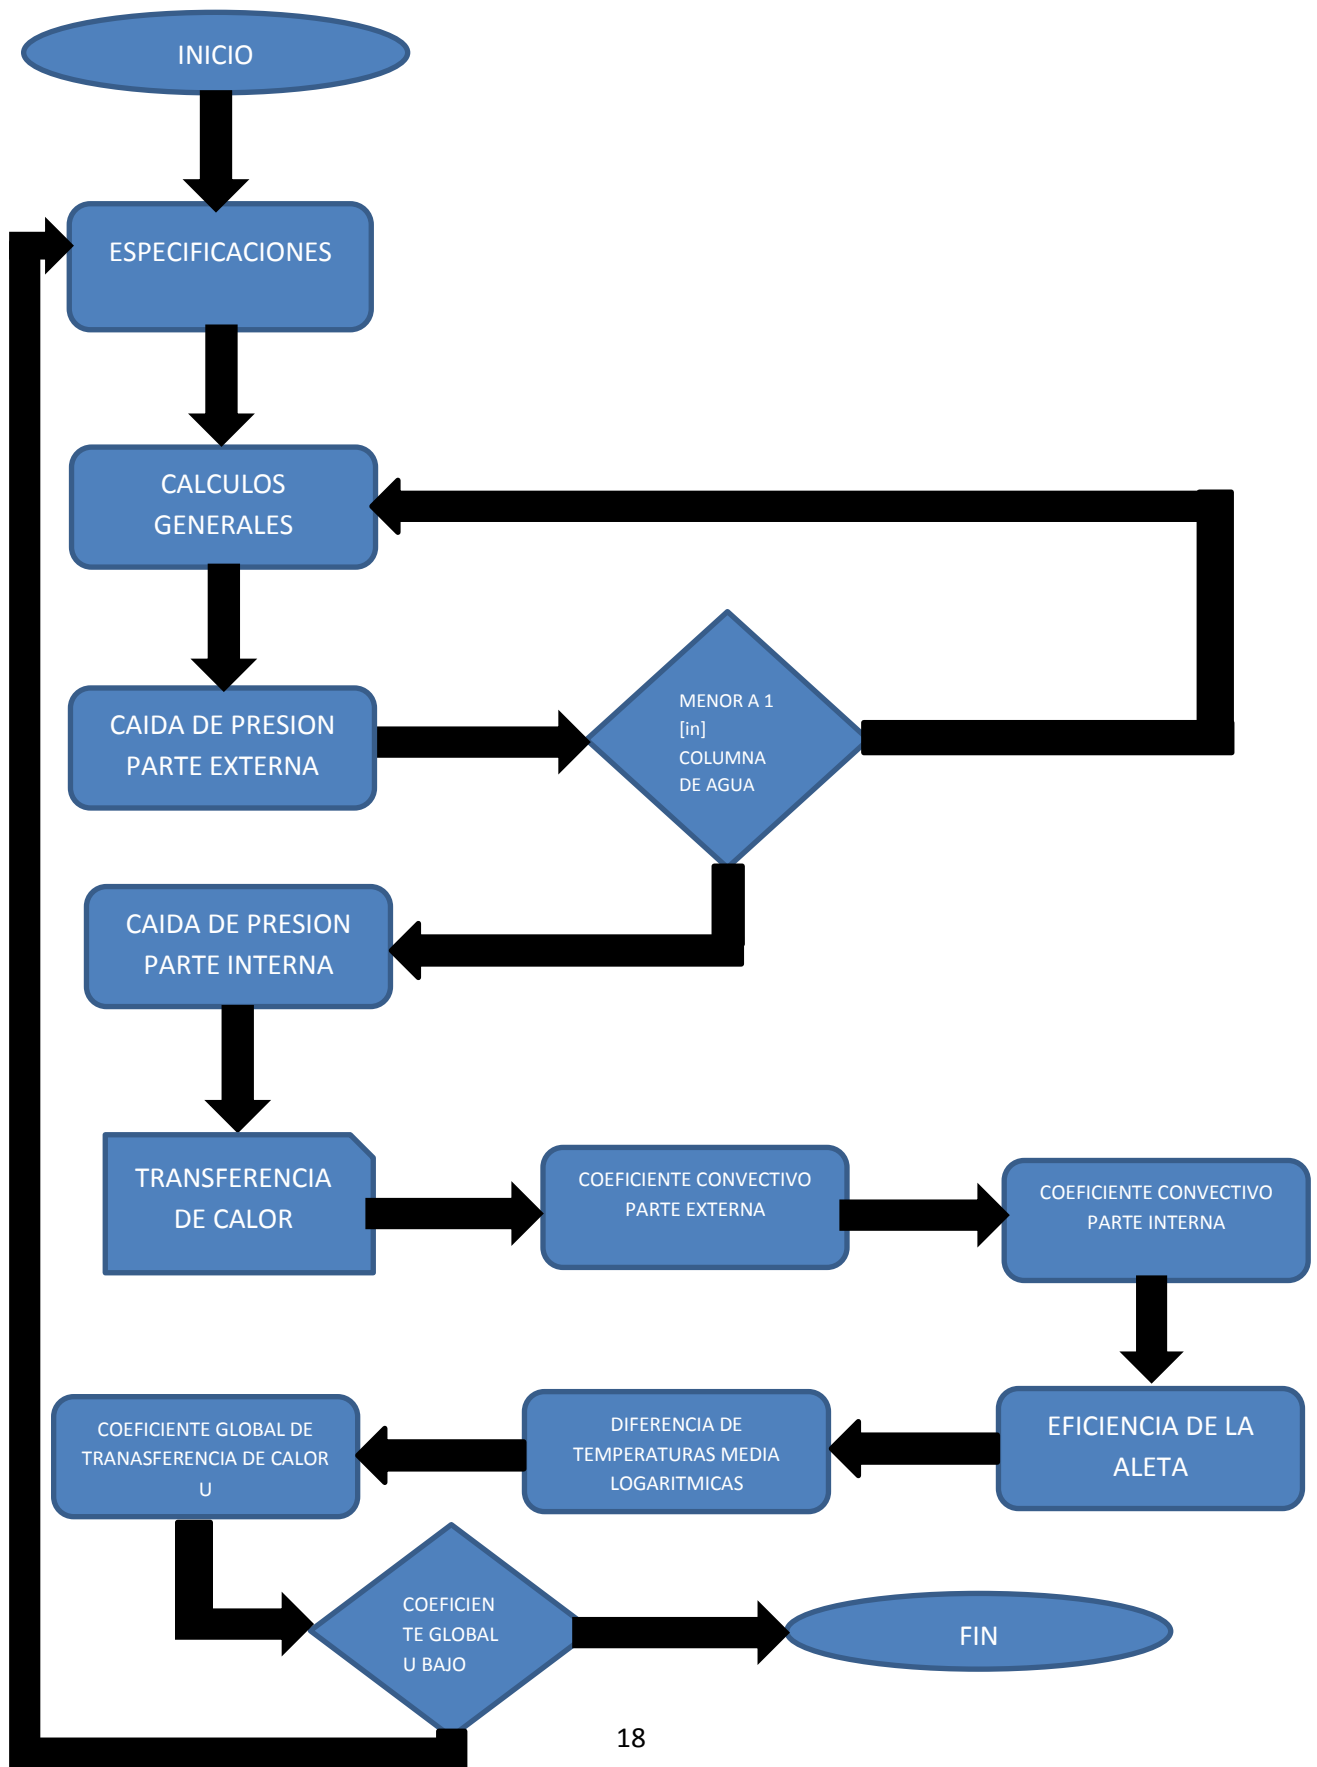 INICIO
ESPECIFICACIONES
CALCULOS
GENERALES
CAIDA DE PRESION
PARTE EXTERNA
MENOR A 1
[in]
COLUMNA
DE AGUA
CAIDA DE PRESION
PARTE INTERNA
TRANSFERENCIA
DE CALOR
COEFICIENTE CONVECTIVO
PARTE EXTERNA
COEFICIENTE CONVECTIVO
PARTE INTERNA
EFICIENCIA DE LA
ALETA
DIFERENCIA DE
TEMPERATURAS MEDIA
LOGARITMICAS
COEFICIENTE GLOBAL DE
TRANASFERENCIA DE CALOR
U
COEFICIEN
TE GLOBAL
U BAJO
FIN
18